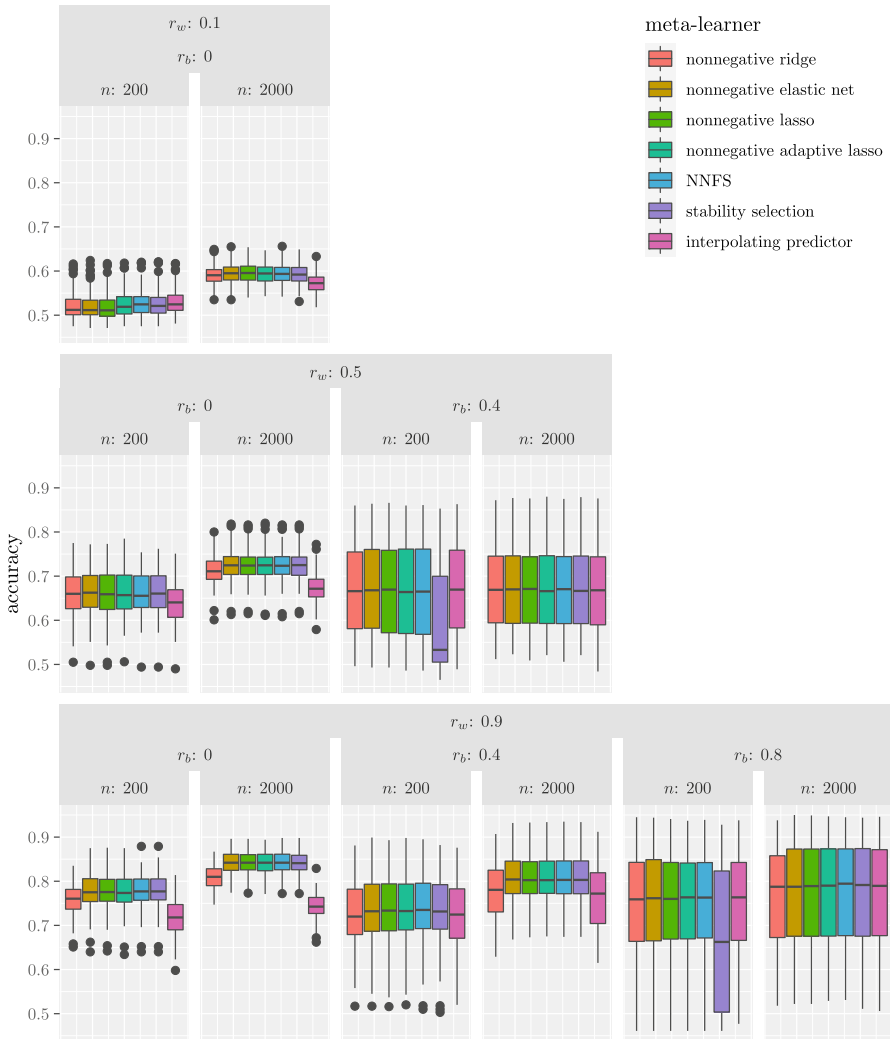 r_w: 0.1
r_b: 0
n: 200 n: 2000
0.9
0.8
0.7
0.6
0.5
meta-learner
nonnegative ridge
nonnegative elastic net
nonnegative lasso
nonnegative adaptive lasso
NNFS
stability selection
interpolating predictor
accuracy
r_w: 0.5
r_b: 0 r_b: 0.4
n: 200 n: 2000 n: 200 n: 2000
0.9
0.8
0.7
0.6
0.5
r_w: 0.9
r_b: 0 r_b: 0.4 r_b: 0.8
n: 200 n: 2000 n: 200 n: 2000 n: 200 n: 2000
0.9
0.8
0.7
0.6
0.5